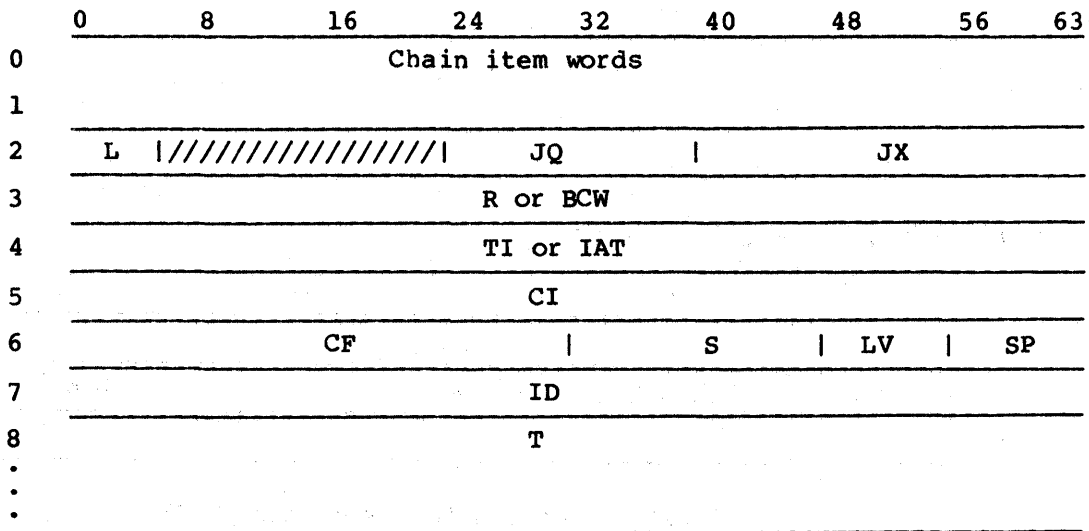 0 8 16 24 32 40 48 56 63
0 Chain item words
1
2 L |/////////////////| JQ | JX
3 R or BCW
4 TI or IAT
5 CI
6 CF | S | LV | SP
7 ID
8 T
.
.
.